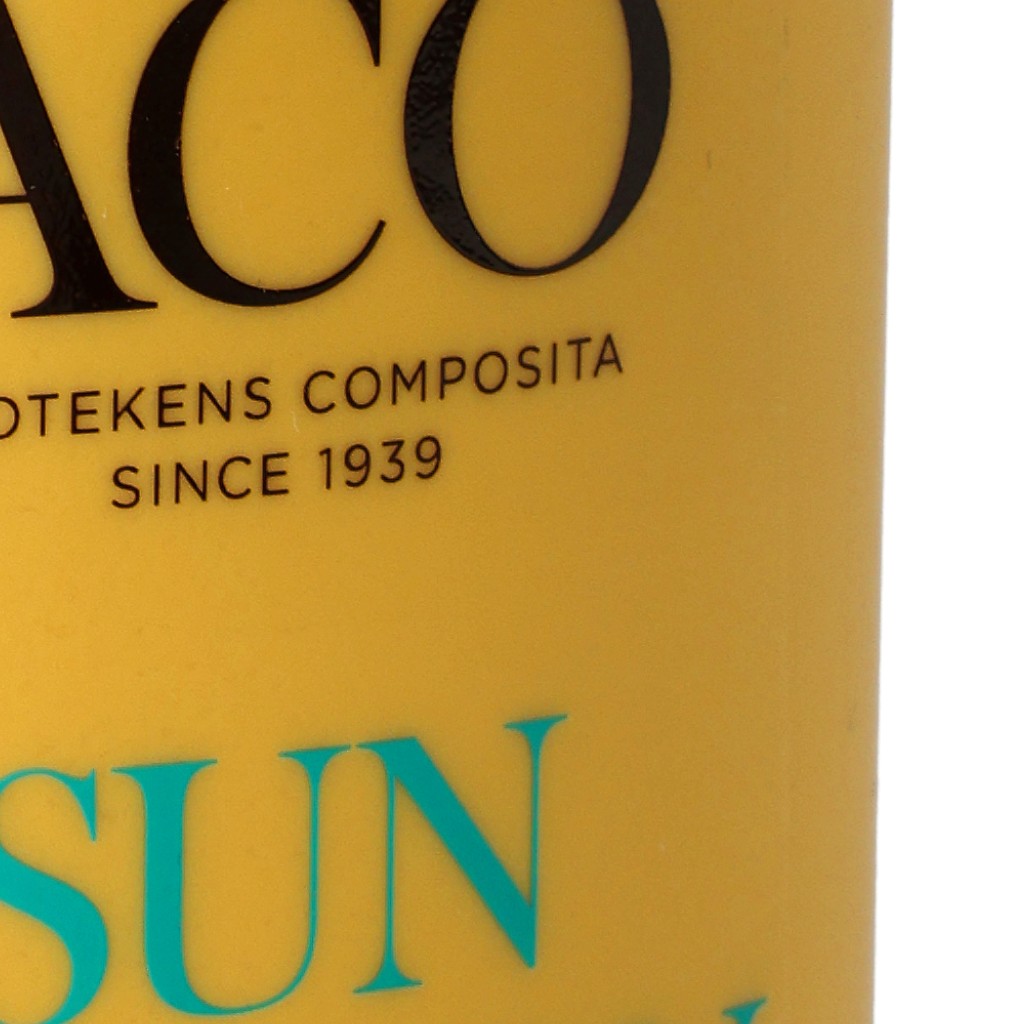 ACO
OTEKENS COMPOSITA
SINCE 1939
SUN